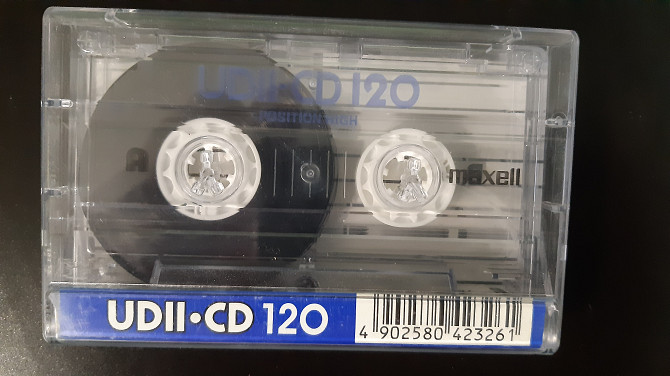 UDII•CD 120
POSITION HIGH
A
maxell
UDII•CD 120
4 902580 423261